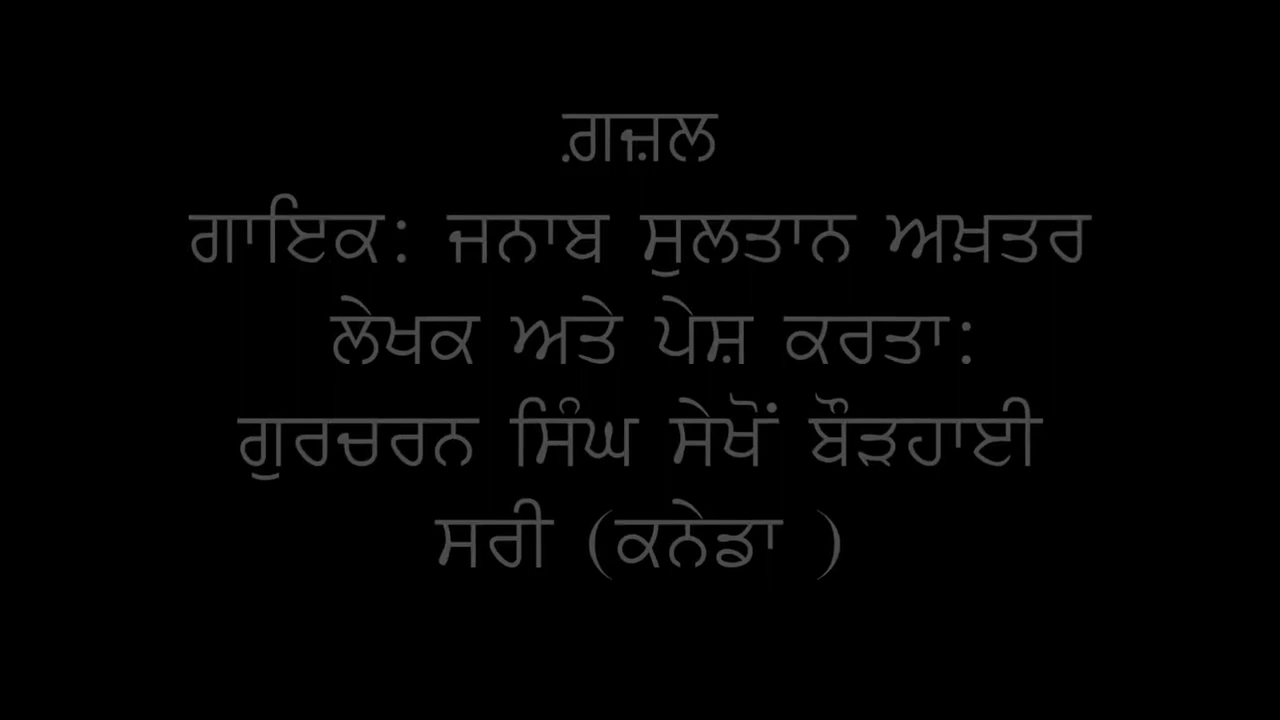 ਗ਼ਜ਼ਲ
ਗਾਇਕ: ਜਨਾਬ ਸੁਲਤਾਨ ਅਖ਼ਤਰ
ਲੇਖਕ ਅਤੇ ਪੇਸ਼ ਕਰਤਾ:
ਗੁਰਚਰਨ ਸਿੰਘ ਸੇਖੋਂ ਬੌੜਹਾਈ
ਸਰੀ (ਕਨੇਡਾ )